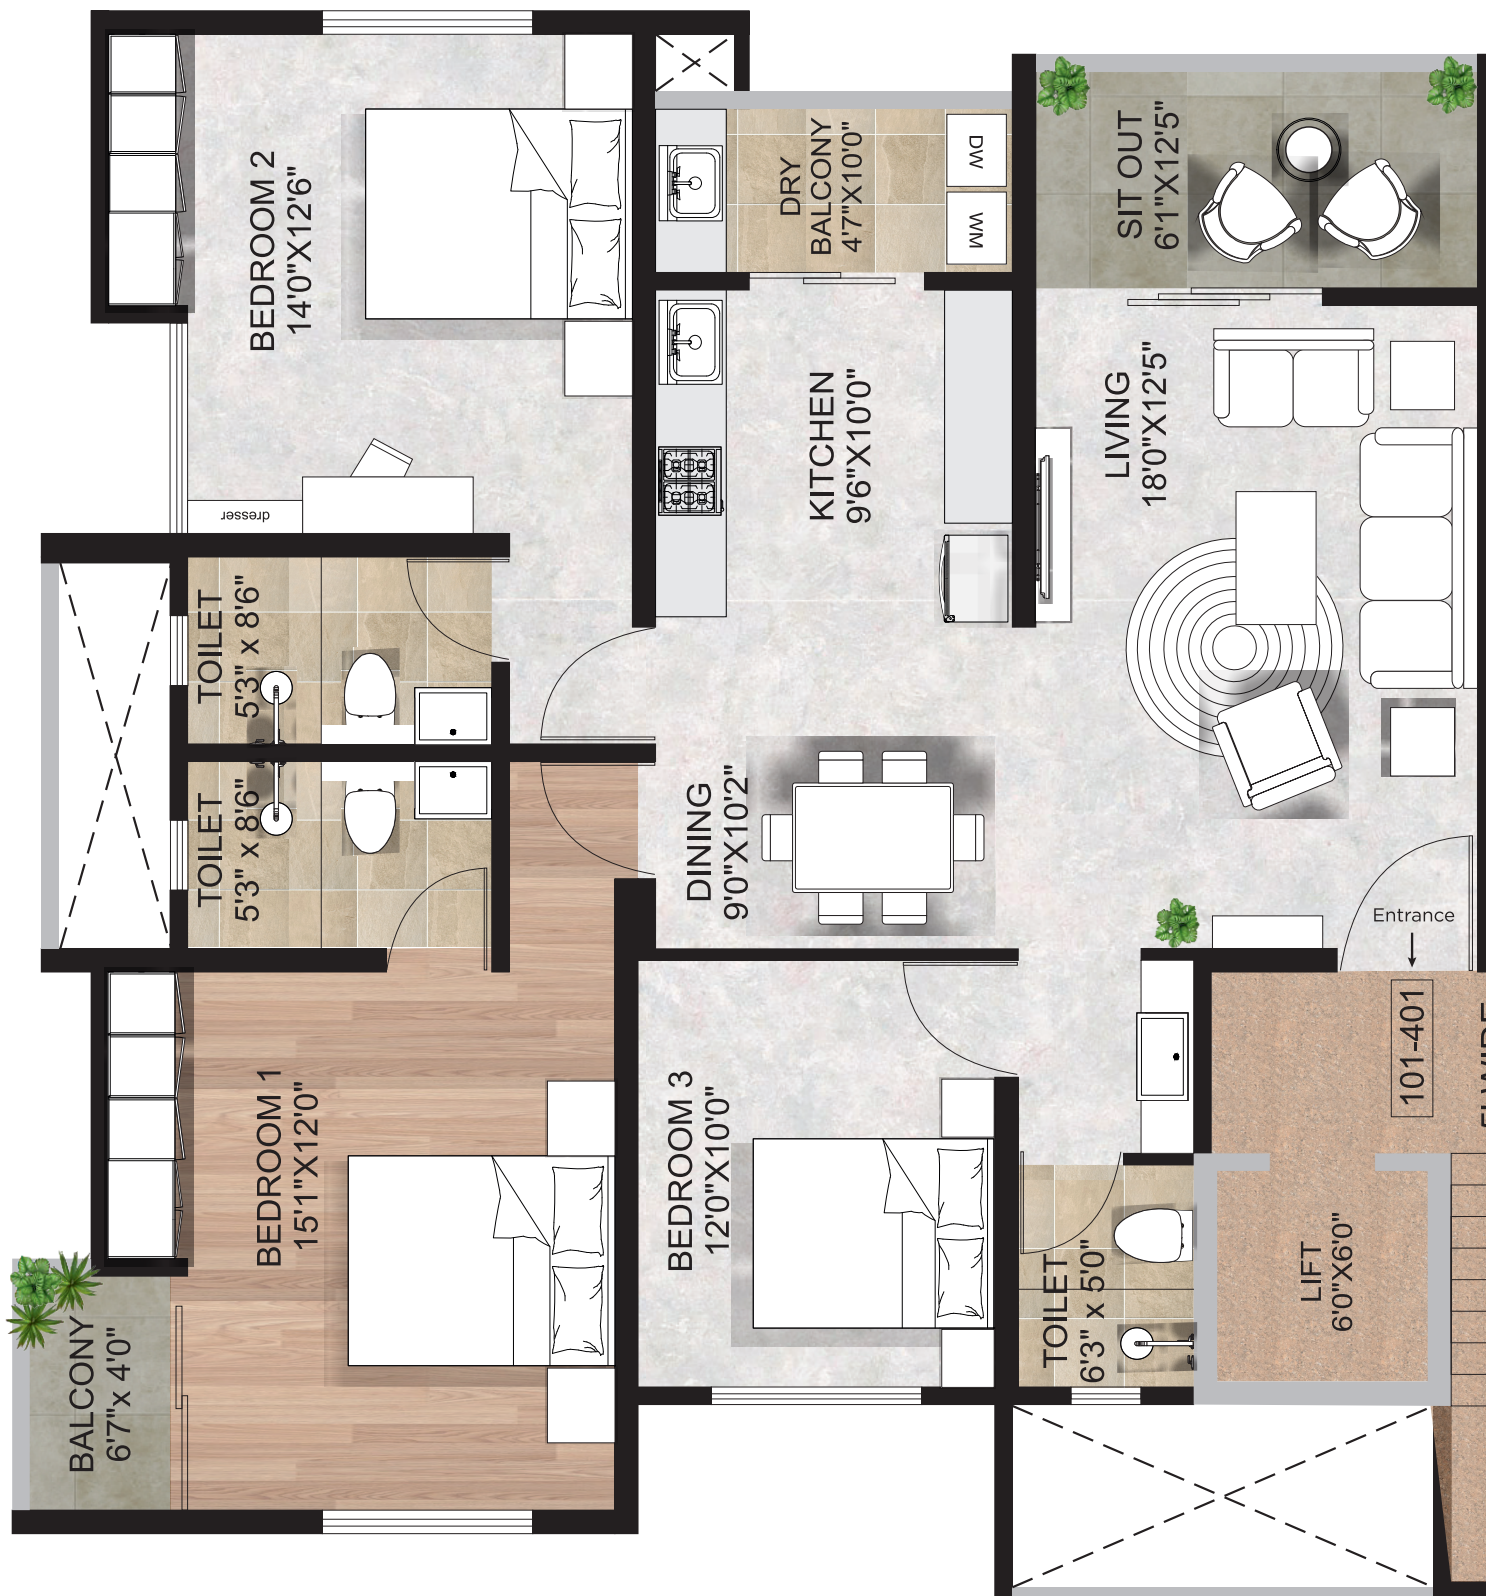 BEDROOM 2
14'0"X12'6"
DRY
BALCONY
4'7"X10'0"
DW
WM
SIT OUT
6'1"X12'5"
KITCHEN
9'6"X10'0"
LIVING
18'0"X12'5"
dresser
TOILET
5'3" x 8'6"
TOILET
5'3" x 8'6"
DINING
9'0"X10'2"
Entrance
101-401
BEDROOM 1
15'1"X12'0"
BEDROOM 3
12'0"X10'0"
TOILET
6'3" x 5'0"
LIFT
6'0"X6'0"
BALCONY
6'7"x 4'0"